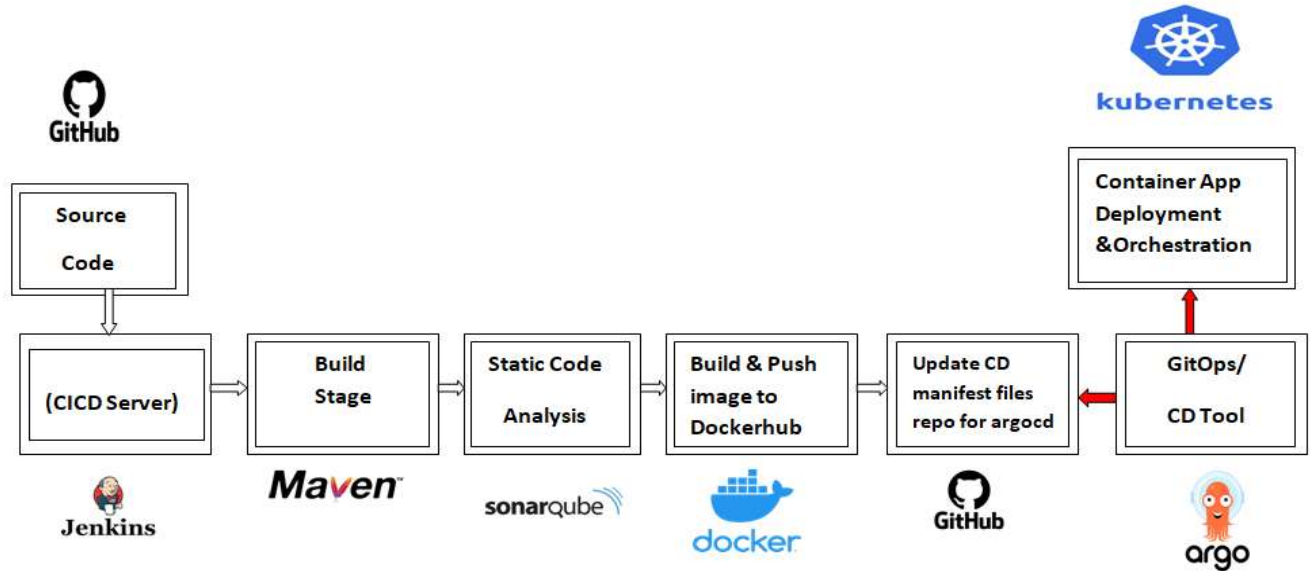 kubernetes
GitHub
Source
Code
Container App
Deployment
&Orchestration
(CICD Server)
Build
Stage
Static Code
Analysis
Build & Push
image to
Dockerhub
Update CD
manifest files
repo for argocd
GitOps/
CD Tool
Jenkins
Maven™
sonarqube
docker
GitHub
argo